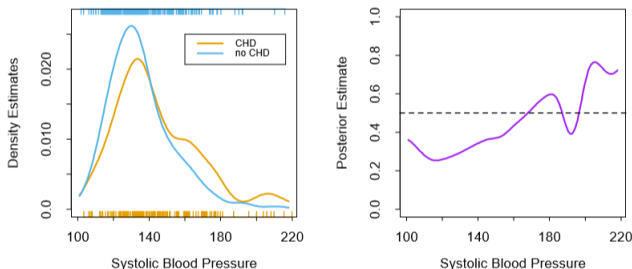 CHD
no CHD
Density Estimates
0.0
0.010
0.020
100
140
180
220
Systolic Blood Pressure
Posterior Estimate
0.0
0.2
0.4
0.6
0.8
1.0
100
140
180
220
Systolic Blood Pressure